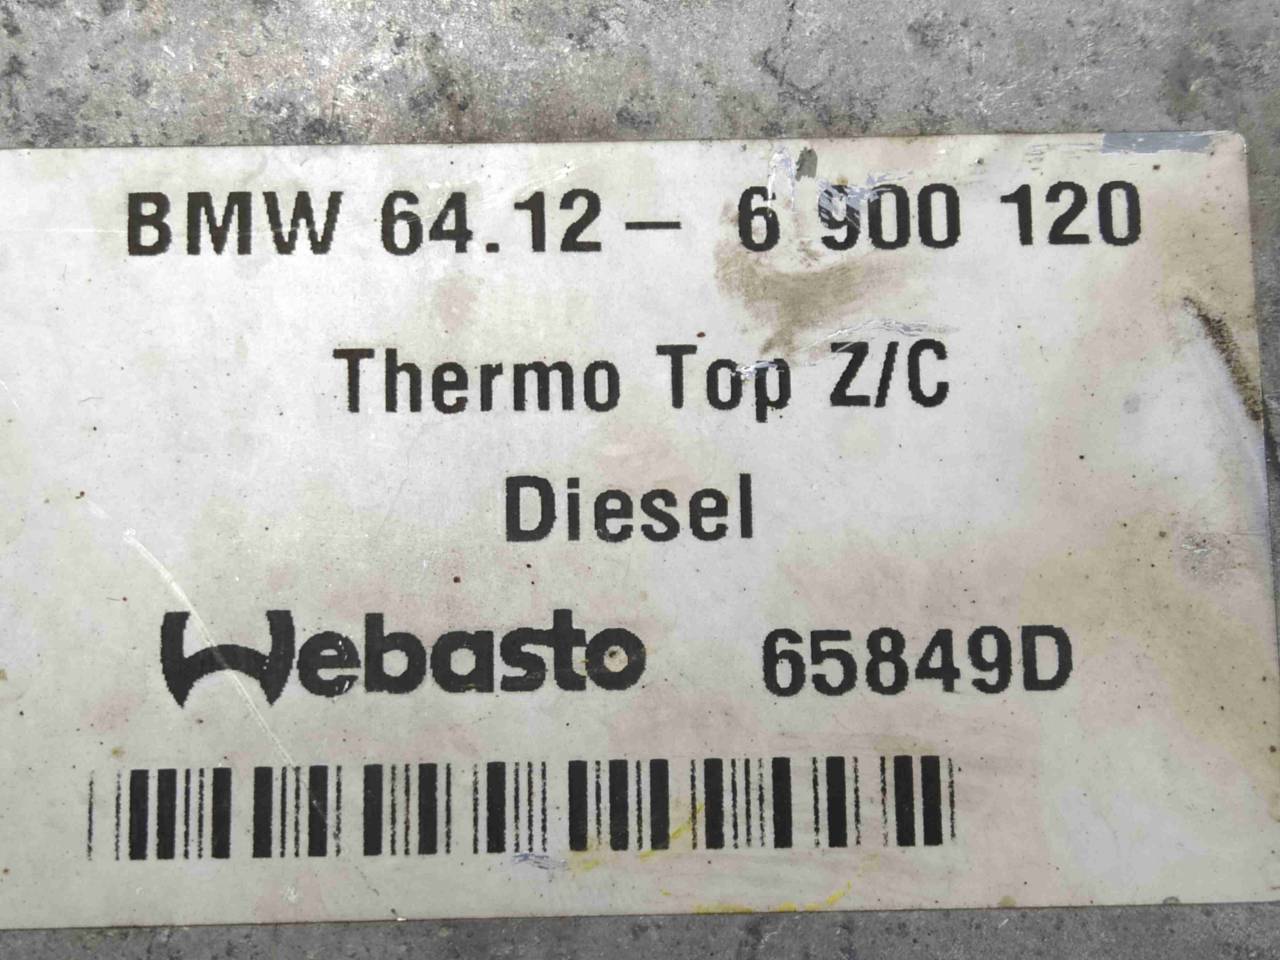 BMW 64.12 - 6 900 120
Thermo Top Z/C
Diesel
Webasto 65849D